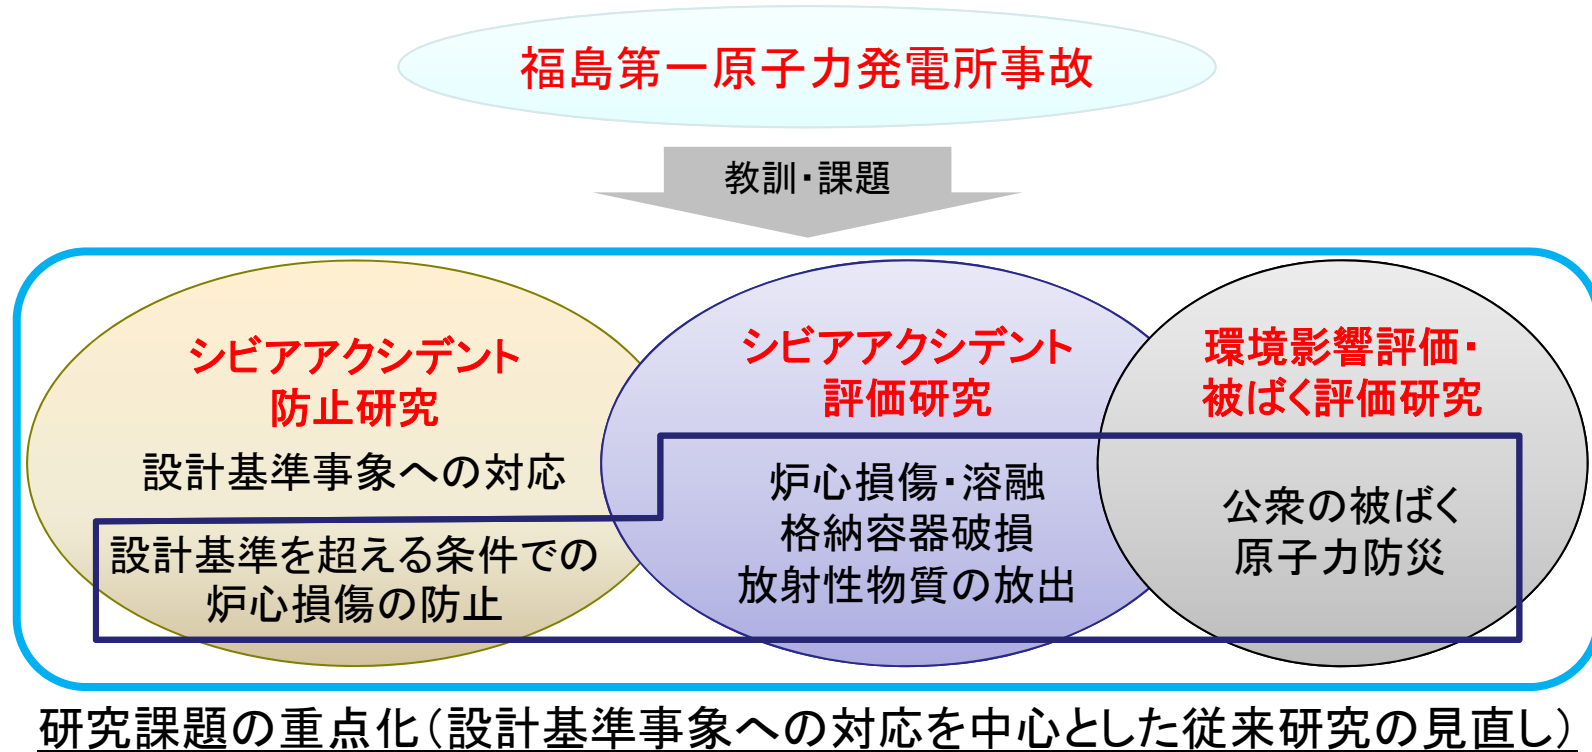 福島第一原子力発電所事故
教訓・課題
シビアアクシデント
防止研究
設計基準事象への対応
設計基準を超える条件での
炉心損傷の防止
シビアアクシデント
評価研究
炉心損傷・溶融
格納容器破損
放射性物質の放出
環境影響評価・
被ばく評価研究
公衆の被ばく
原子力防災
研究課題の重点化（設計基準事象への対応を中心とした従来研究の見直し）